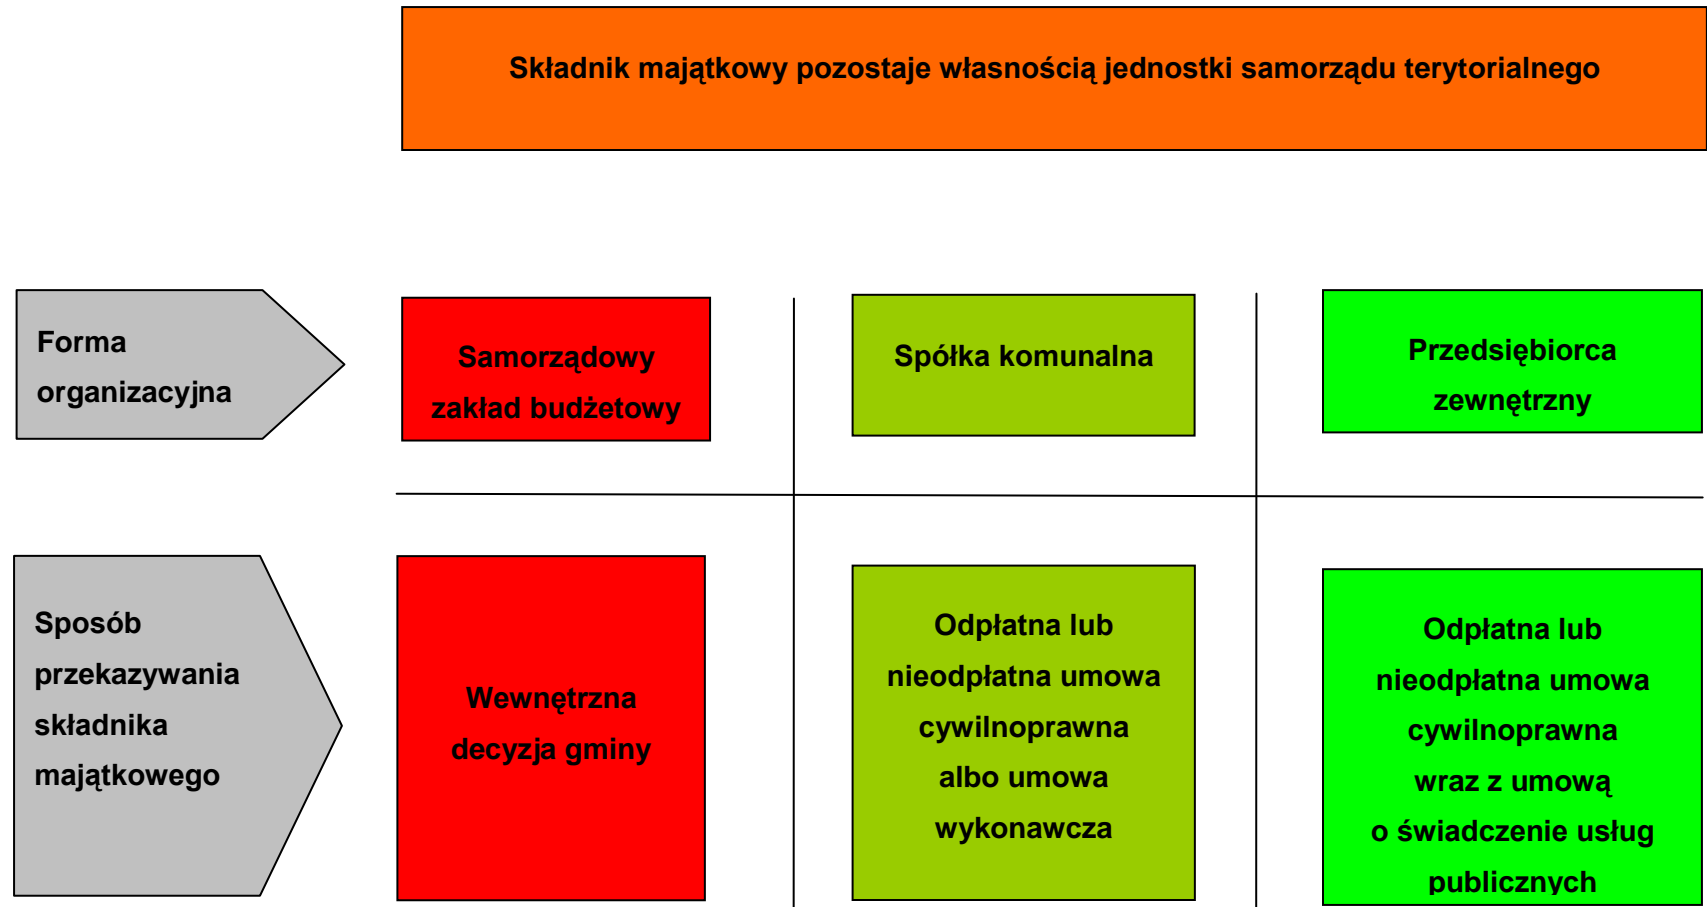 Składnik majątkowy pozostaje własnością jednostki samorządu terytorialnego
Forma
organizacyjna
Samorządowy
zakład budżetowy
Spółka komunalna
Przedsiębiorca
zewnętrzny
Sposób
przekazywania
składnika
majątkowego
Wewnętrzna
decyzja gminy
Odpłatna lub
nieodpłatna umowa
cywilnoprawna
albo umowa
wykonawcza
Odpłatna lub
nieodpłatna umowa
cywilnoprawna
wraz z umową
o świadczenie usług
publicznych